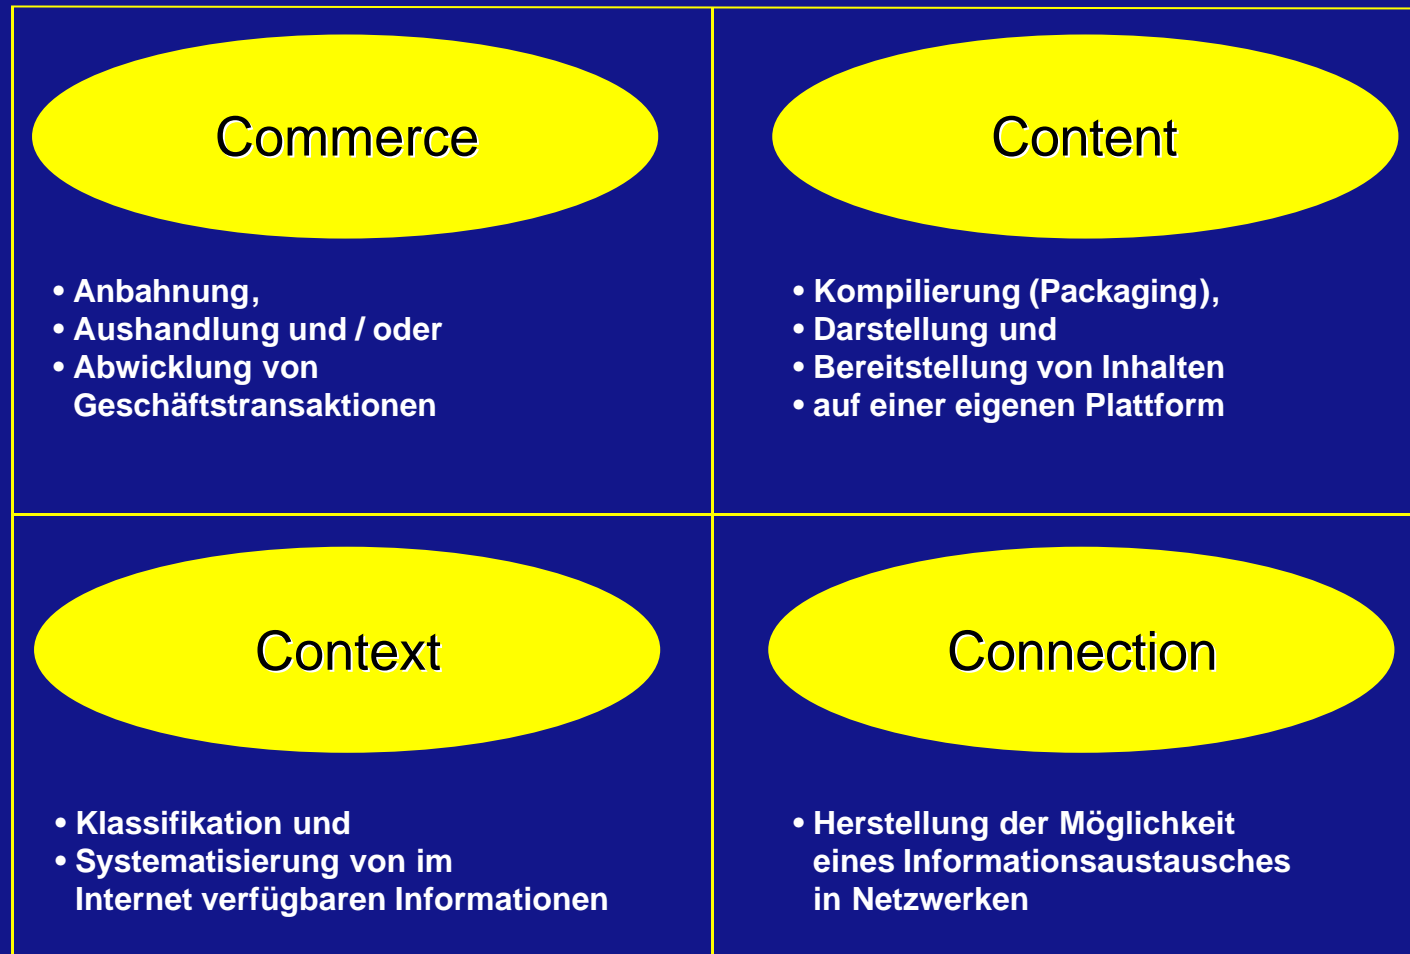 Commerce
• Anbahnung,
• Aushandlung und / oder
• Abwicklung von
Geschäftstransaktionen
Content
• Kompilierung (Packaging),
• Darstellung und
• Bereitstellung von Inhalten
• auf einer eigenen Plattform
Context
• Klassifikation und
• Systematisierung von im
Internet verfügbaren Informationen
Connection
• Herstellung der Möglichkeit
eines Informationsaustausches
in Netzwerken